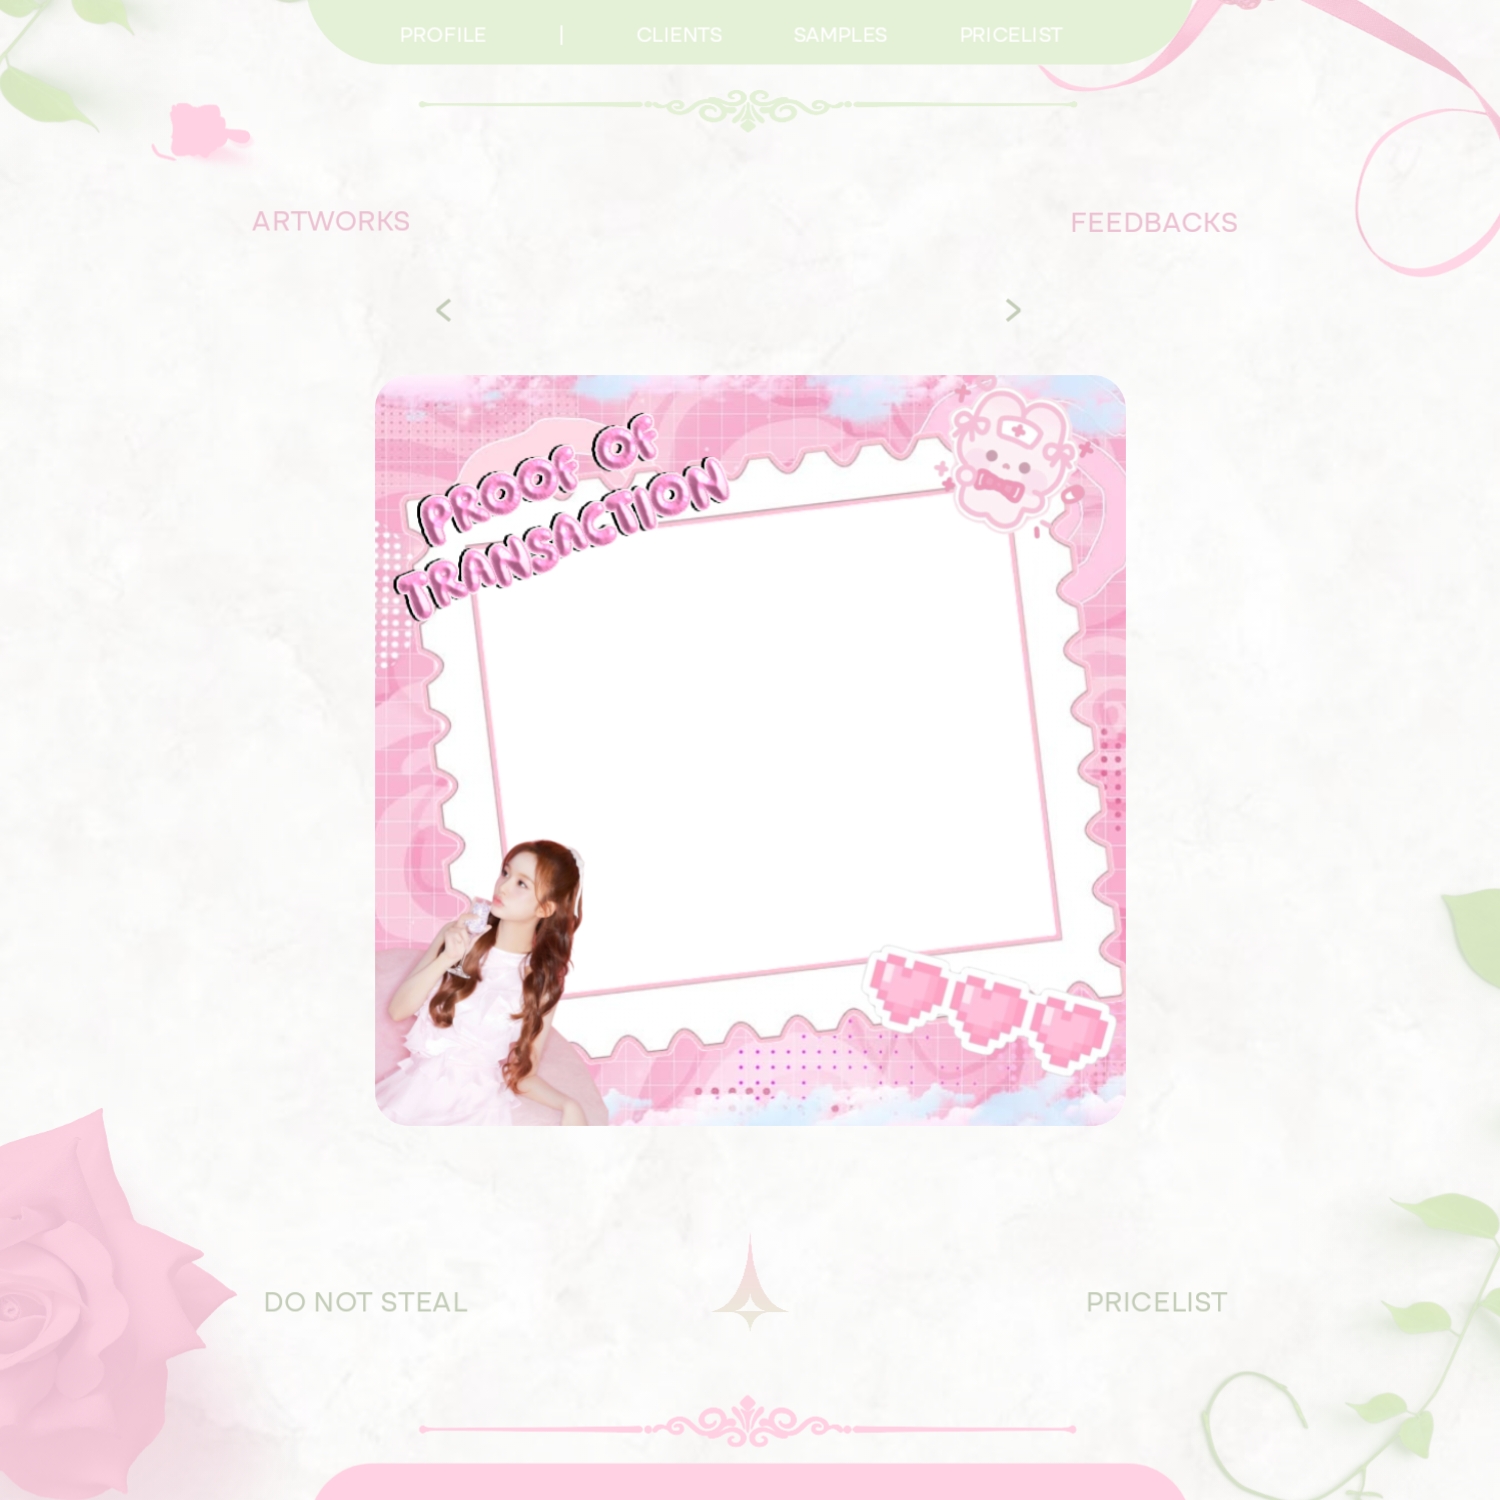 PROFILE | CLIENTS SAMPLES PRICELIST
ARTWORKS FEEDBACKS
< >
PROOF OF
TRANSACTION
DO NOT STEAL PRICELIST